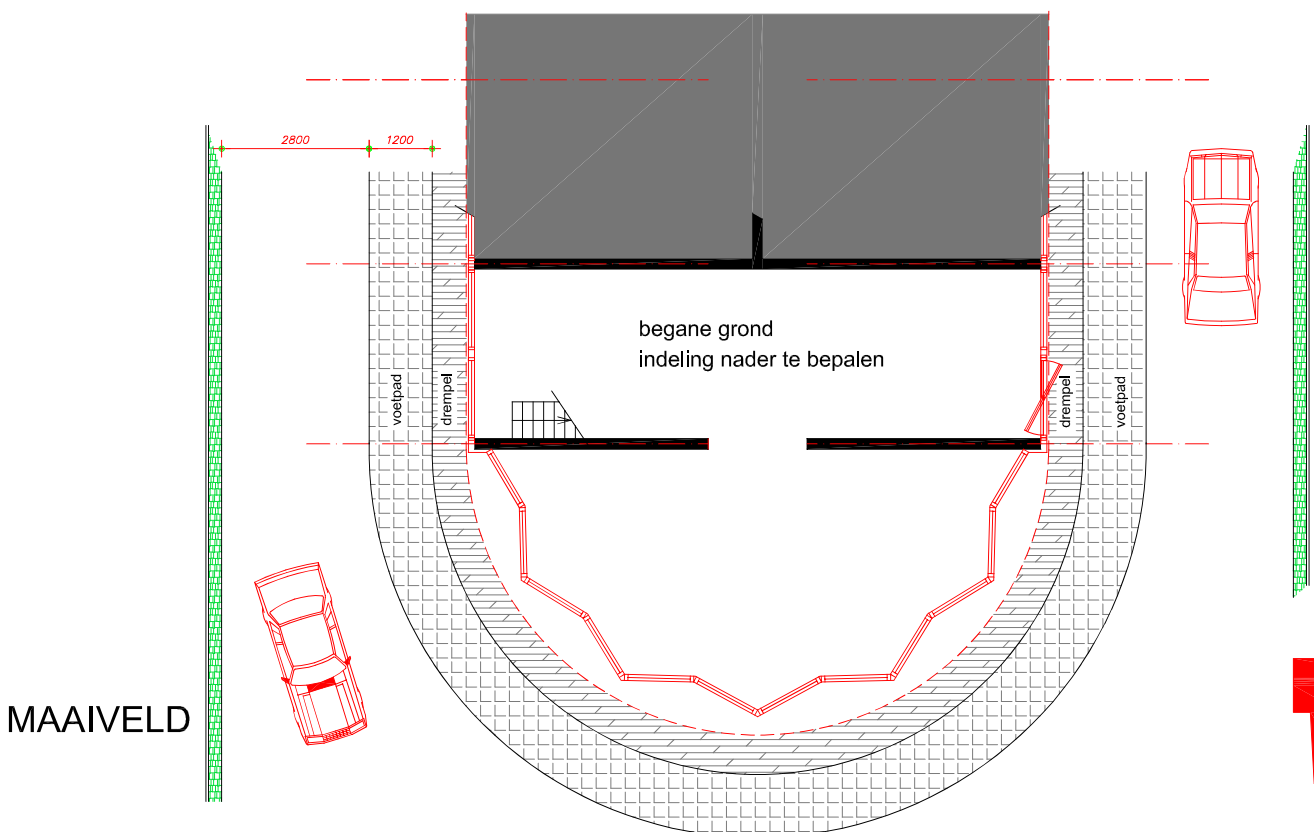 2800
1200
begane grond
indeling nader te bepalen
voetpad
drempel
drempel
voetpad
MAAIVELD